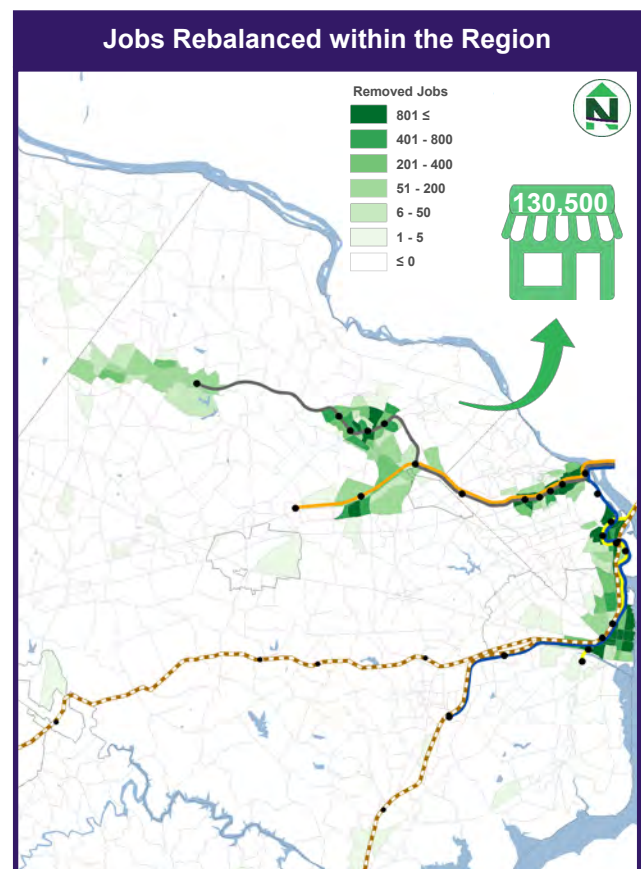 Jobs Rebalanced within the Region
Removed Jobs
801 ≤
401 - 800
201 - 400
51 - 200
6 - 50
1 - 5
≤ 0
N
130,500